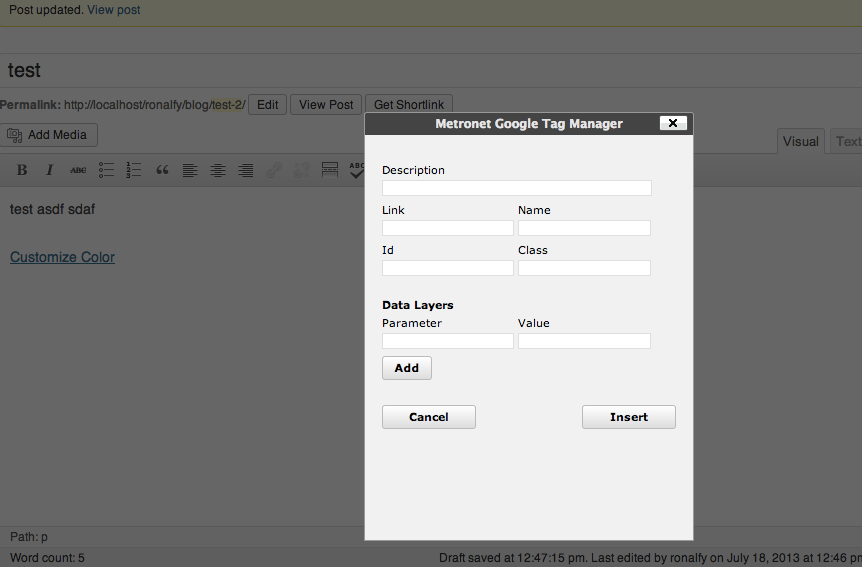 Post updated. View post
test
Permalink: http://localhost/ronalfy/blog/test-2/ Edit View Post Get Shortlink
Add Media
Visual Text
B I ABC ABC
test asdf sdaf
Customize Color
Metronet Google Tag Manager
Description
Link Name
Id Class
Data Layers
Parameter Value
Add
Cancel Insert
Path: p
Word count: 5 Draft saved at 12:47:15 pm. Last edited by ronalfy on July 18, 2013 at 12:46 pm